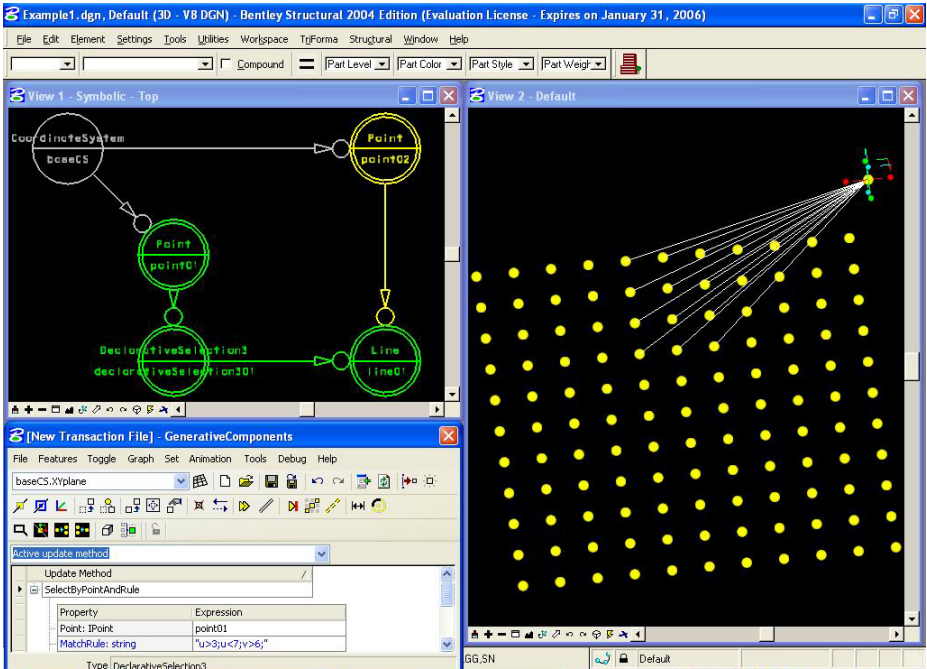 Example1.dgn, Default (3D - V8 DGN) - Bentley Structural 2004 Edition (Evaluation License - Expires on January 31, 2006)
File Edit Element Settings Tools Utilities Workspace TriForma Structural Window Help
Compound Part Level Part Color Part Style Part Weigh
View 1 - Symbolic - Top
View 2 - Default
CoordinateSystem
baseCS
Point
point02
Point
point01
DeclarativeSelection3
declarativeSelection301
Line
line01
[New Transaction File] - GenerativeComponents
File Features Toggle Graph Set Animation Tools Debug Help
baseCS.XYplane
Active update method
Update Method /
SelectByPointAndRule
Property Expression
Point: IPoint point01
MatchRule: string "u>3;u<7;v>6;"
Type DeclarativeSelection3
GG,SN Default